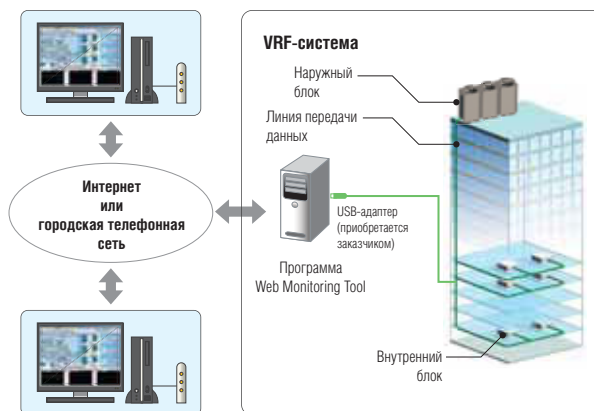 VRF-система
Наружный
блок
Линия передачи
данных
Интернет
или
городская телефонная
сеть
USB-адаптер
(приобретается
заказчиком)
Программа
Web Monitoring Tool
Внутренний
блок